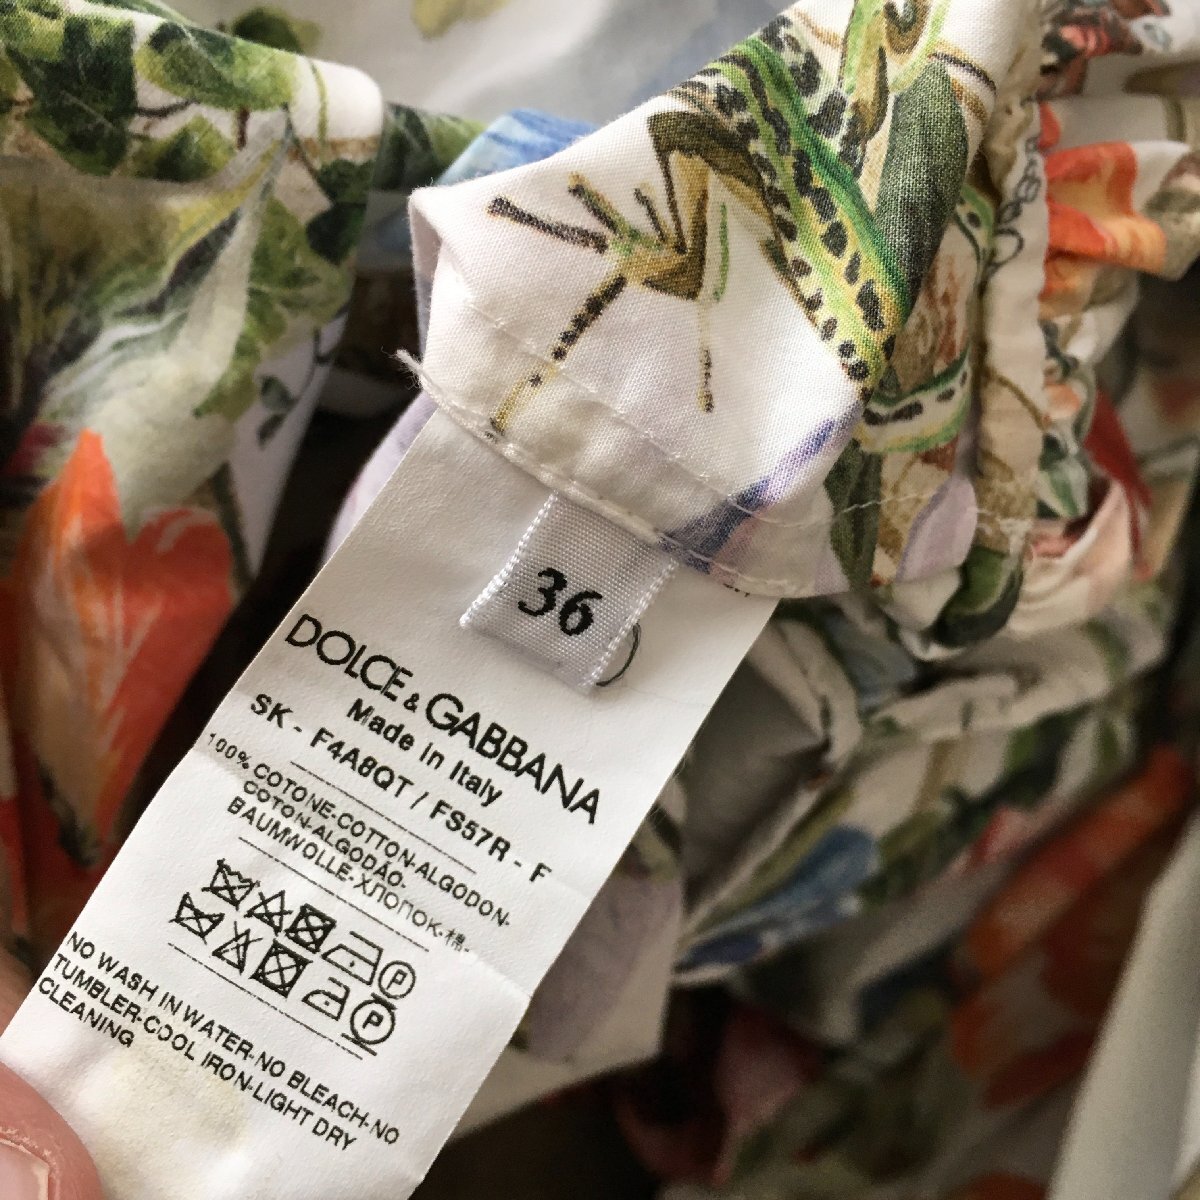 36
DOLCE & GABBANA
Made in Italy
SK - F4A8QT / FS57R - F
100% COTONE-COTTON-ALGODON-
COTON-ALGODÃO-
BAUMWOLLE-ХЛОПОК-棉-
P
P
NO WASH IN WATER-NO BLEACH-NO
TUMBLER-COOL IRON-LIGHT DRY
CLEANING